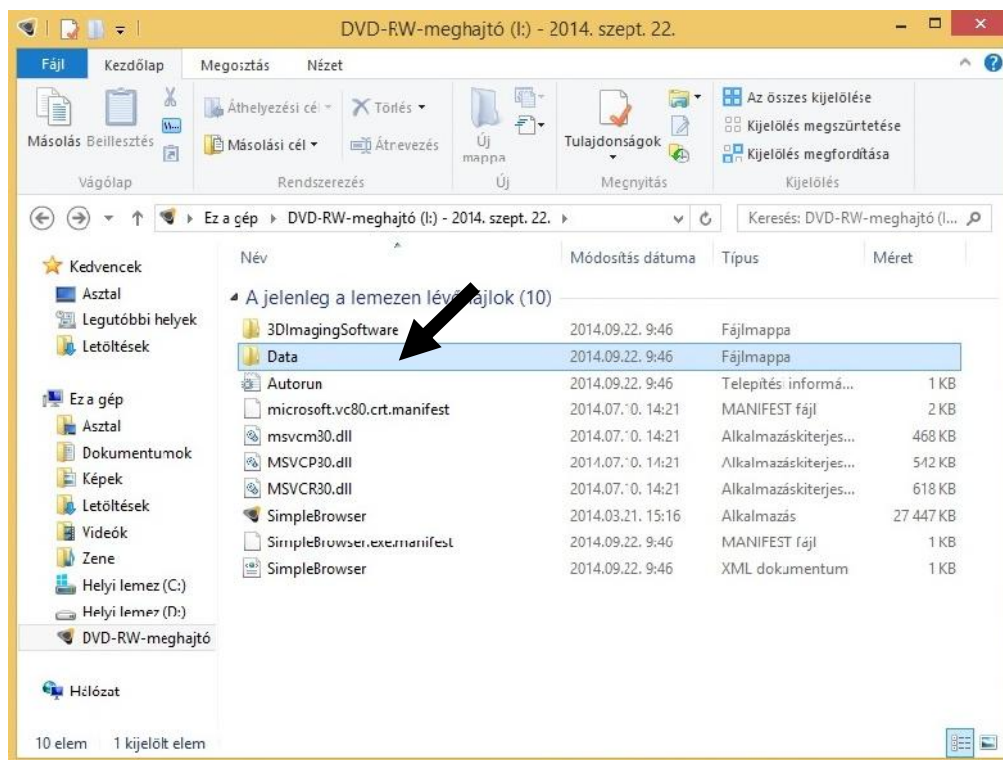 DVD-RW-meghajtó (I:) - 2014. szept. 22.
Fájl Kezdőlap Megosztás Nézet
Másolás Beillesztés
Áthelyezési cél
Másolási cél
Törlés
Átnevezés
Új mappa
Tulajdonságok
Az összes kijelölése
Kijelölés megszüntetése
Kijelölés megfordítása
Vágólap Rendszerezés Új Megnyitás Kijelölés
Ez a gép DVD-RW-meghajtó (I:) - 2014. szept. 22. Keresés: DVD-RW-meghajtó (I...
Kedvencek
Asztal
Legutóbbi helyek
Letöltések
Ez a gép
Asztal
Dokumentumok
Képek
Letöltések
Videók
Zene
Helyi lemez (C:)
Helyi lemez (D:)
DVD-RW-meghajtó
Hálózat
Név Módosítás dátuma Típus Méret
A jelenleg a lemezen lévő fájlok (10)
3DImagingSoftware 2014.09.22. 9:46 Fájlmappa
Data 2014.09.22. 9:46 Fájlmappa
Autorun 2014.09.22. 9:46 Telepítési informá... 1 KB
microsoft.vc80.crt.manifest 2014.07.10. 14:21 MANIFEST fájl 2 KB
msvcm80.dll 2014.07.10. 14:21 Alkalmazáskiterjes... 468 KB
MSVCP80.dll 2014.07.10. 14:21 Alkalmazáskiterjes... 542 KB
MSVCR80.dll 2014.07.10. 14:21 Alkalmazáskiterjes... 618 KB
SimpleBrowser 2014.03.21. 15:16 Alkalmazás 27 447 KB
SimpleBrowser.exe.manifest 2014.09.22. 9:46 MANIFEST fájl 1 KB
SimpleBrowser 2014.09.22. 9:46 XML dokumentum 1 KB
10 elem 1 kijelölt elem